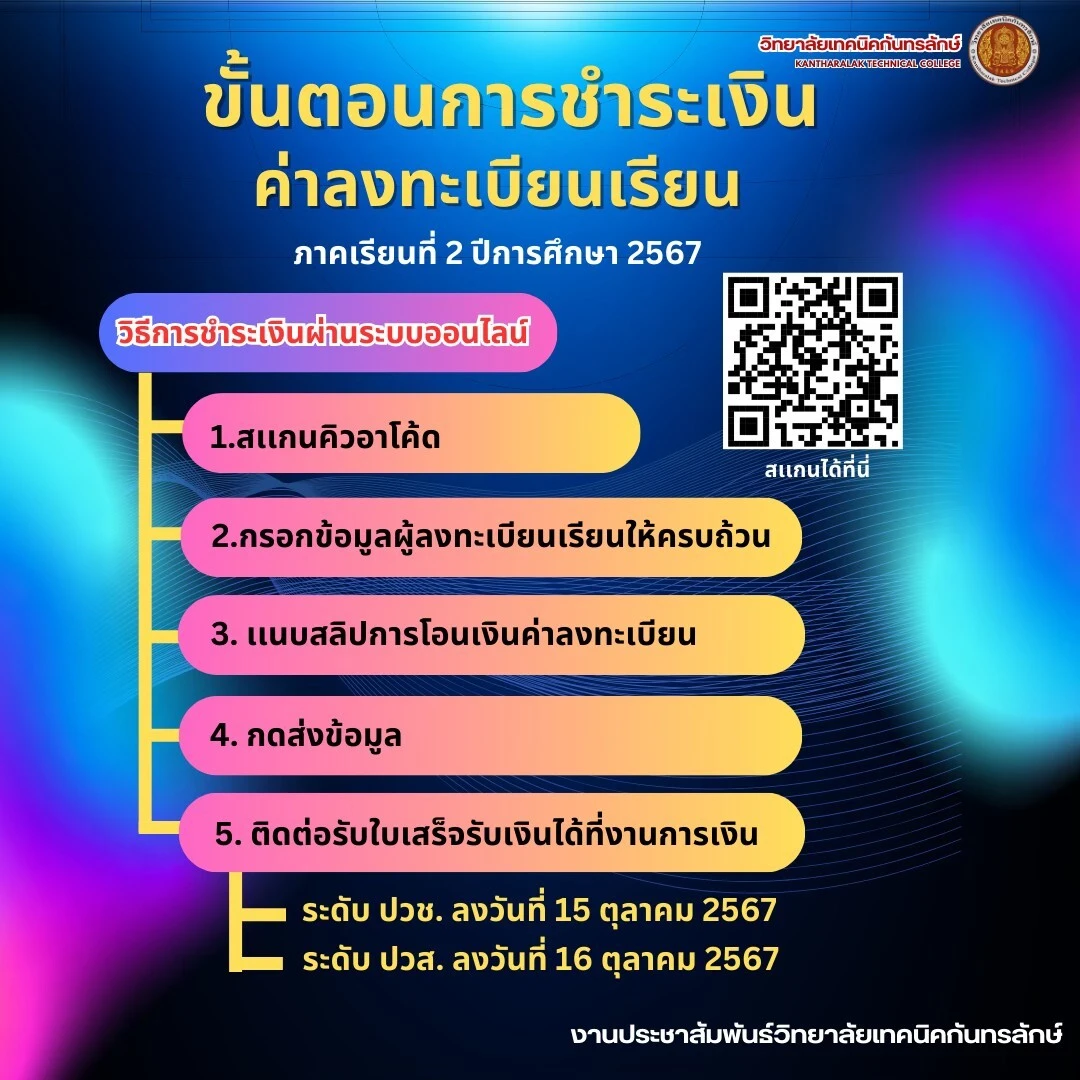 วิทยาลัยเทคนิคกันทรลักษ์
KANTHARALAK TECHNICAL COLLEGE
ขั้นตอนการชำระเงิน
ค่าลงทะเบียนเรียน
ภาคเรียนที่ 2 ปีการศึกษา 2567
วิธีการชำระเงินผ่านระบบออนไลน์
1.สแกนคิวอาโค้ด
สแกนได้ที่นี่
2.กรอกข้อมูลผู้ลงทะเบียนเรียนให้ครบถ้วน
3. แนบสลิปการโอนเงินค่าลงทะเบียน
4. กดส่งข้อมูล
5. ติดต่อรับใบเสร็จรับเงินได้ที่งานการเงิน
ระดับ ปวช. ลงวันที่ 15 ตุลาคม 2567
ระดับ ปวส. ลงวันที่ 16 ตุลาคม 2567
งานประชาสัมพันธ์วิทยาลัยเทคนิคกันทรลักษ์